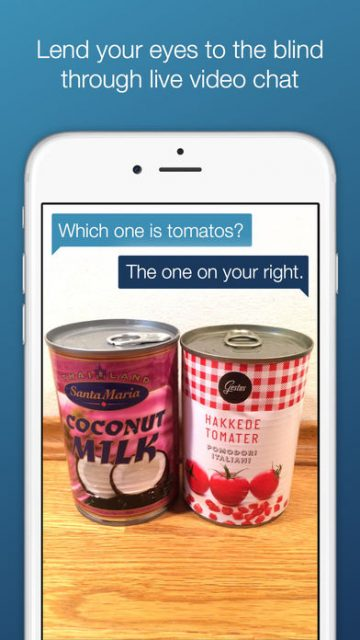 Lend your eyes to the blind
through live video chat
Which one is tomatos?
The one on your right.
THAILAND
Santa Maria
COCONUT
MILK
Gestus
HAKKEDE
TOMATER
POMODORI
ITALIANI